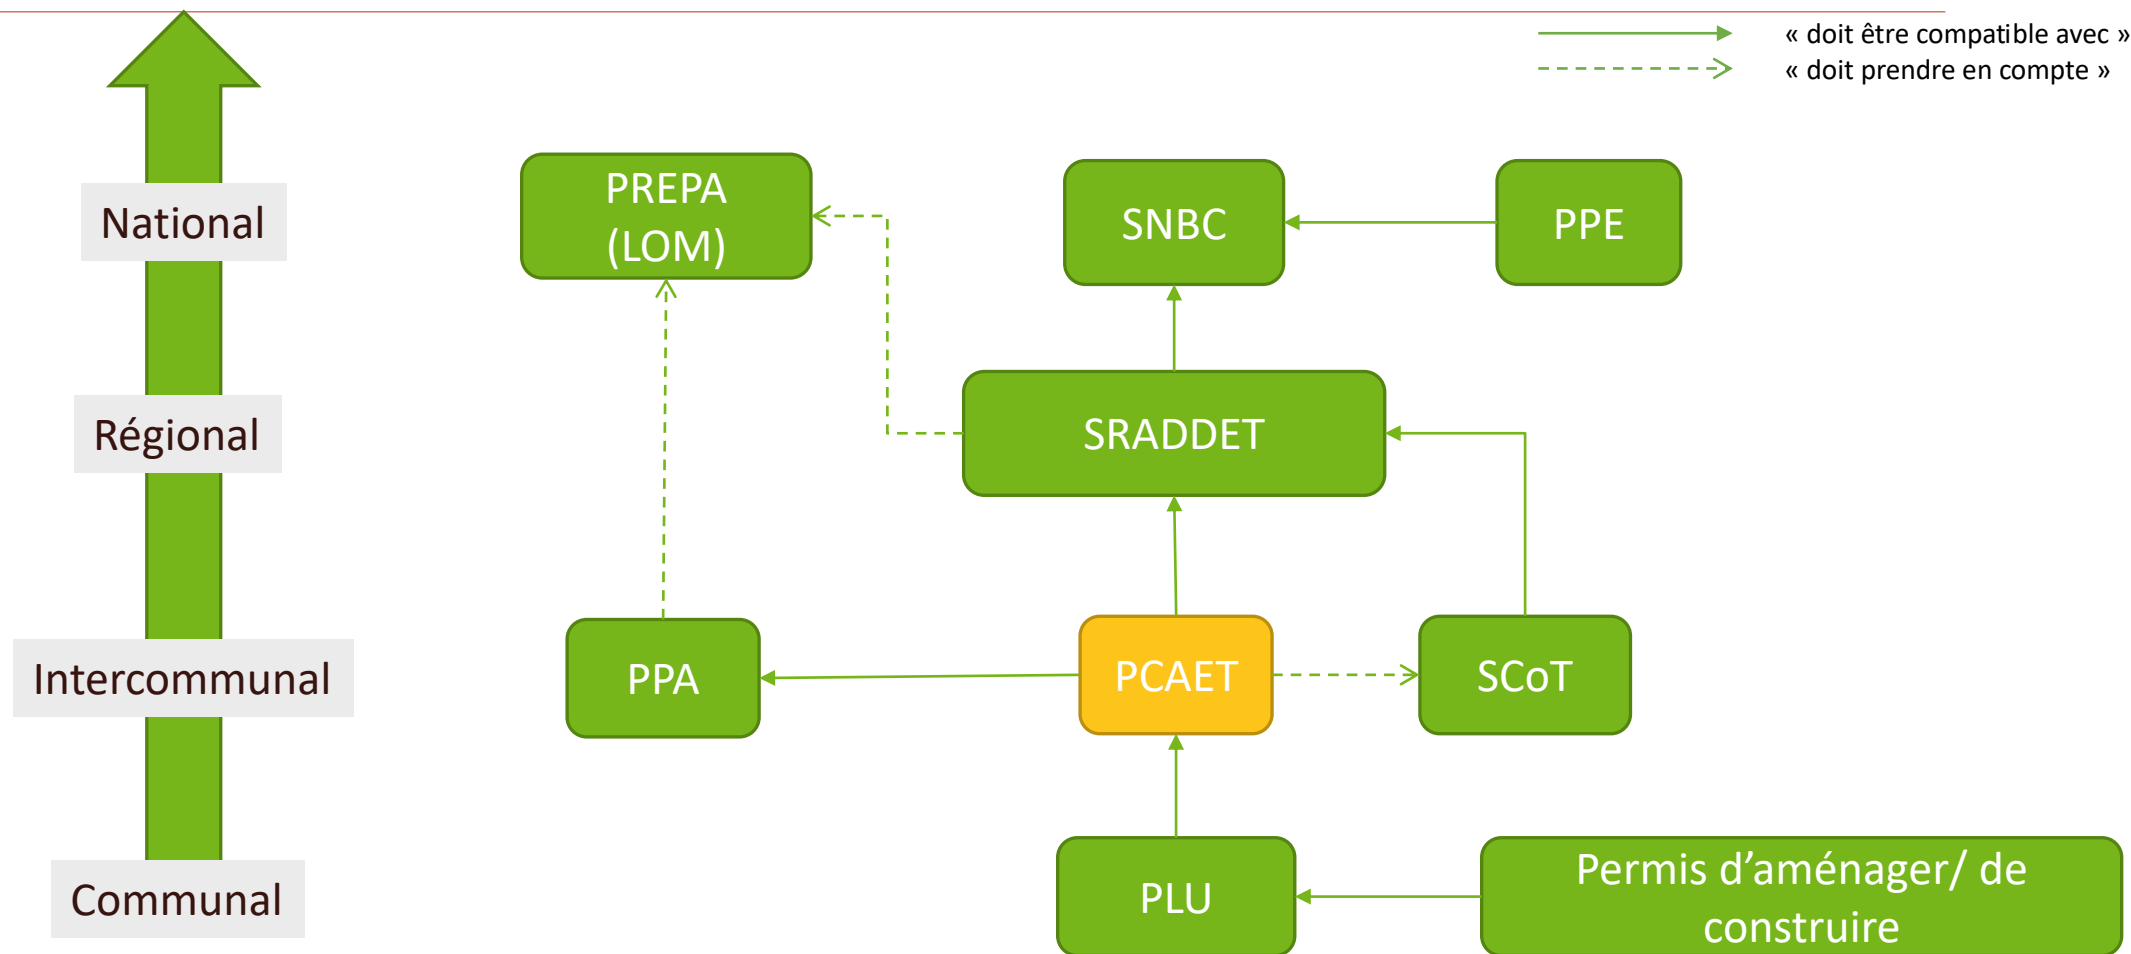 « doit être compatible avec »
« doit prendre en compte »
National
PREPA
(LOM)
SNBC
PPE
Régional
SRADDET
Intercommunal
PPA
PCAET
SCoT
Communal
PLU
Permis d’aménager/ de
construire